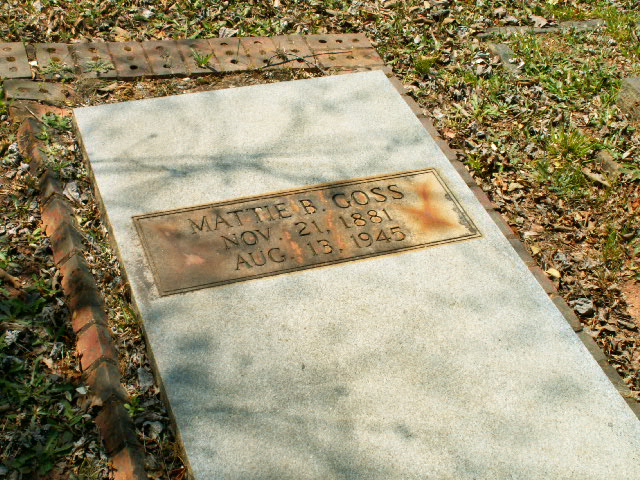 MATTIE B. GOSS
NOV. 21, 1881
AUG. 13, 1945